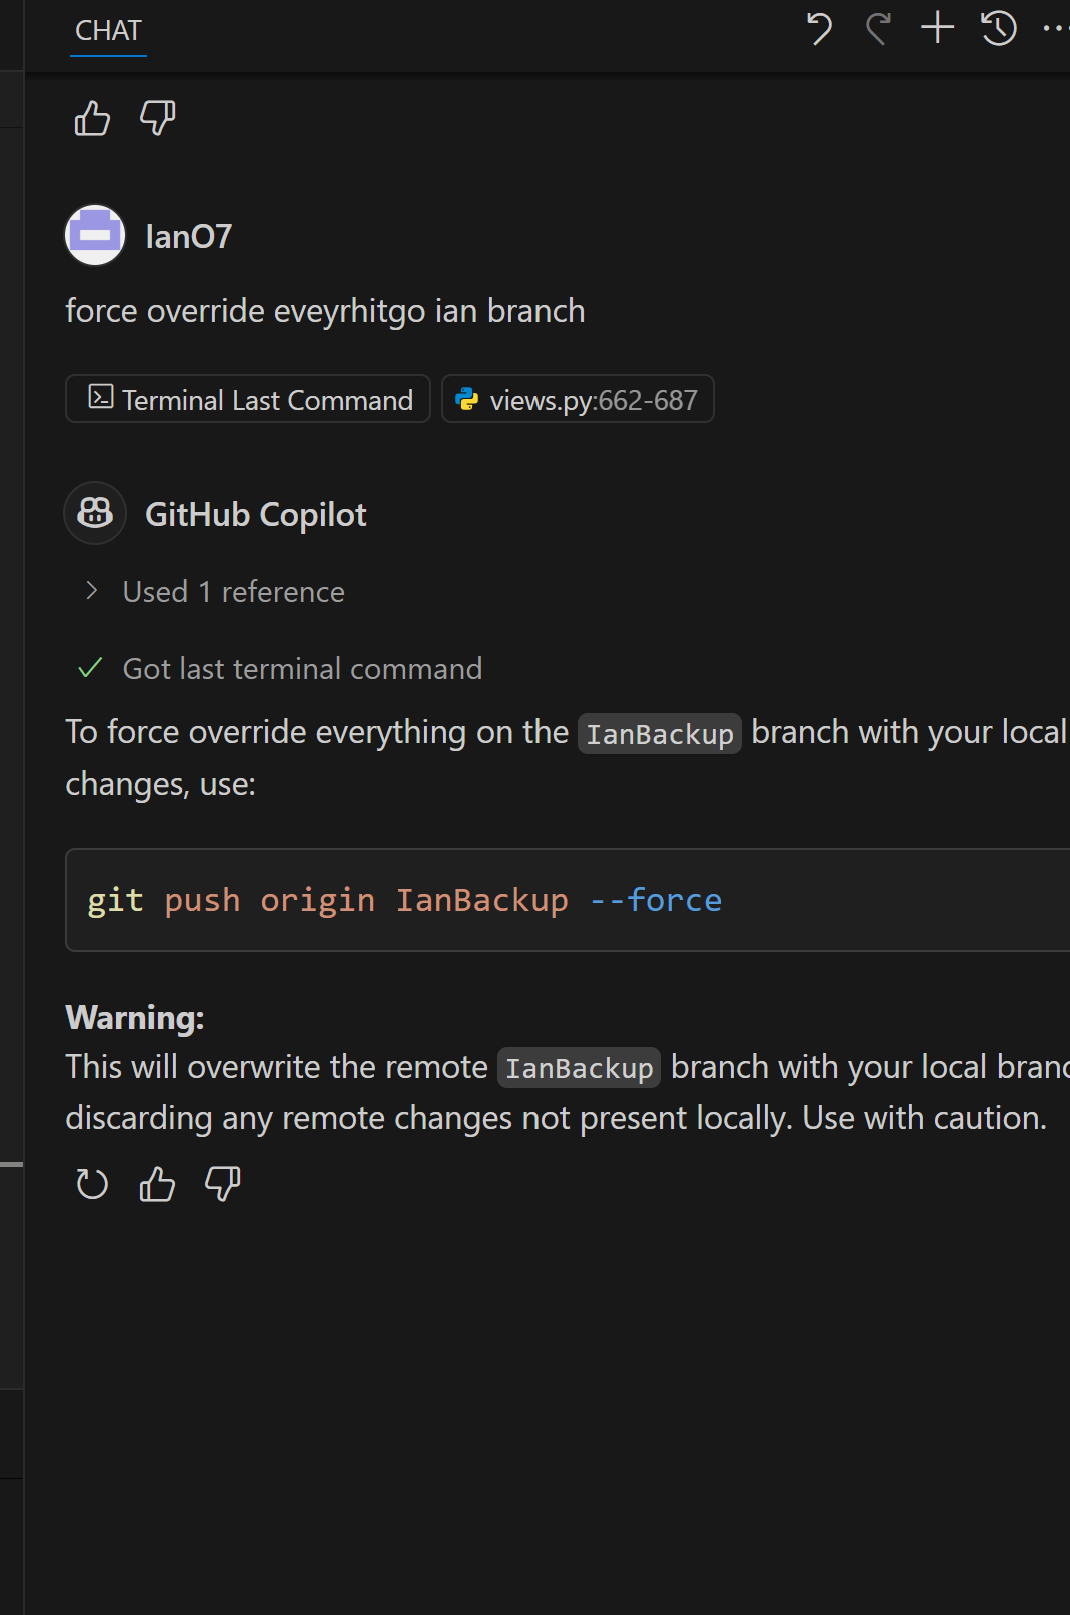 CHAT
IanO7
force override eveyrhitgo ian branch
Terminal Last Command views.py:662-687
GitHub Copilot
Used 1 reference
Got last terminal command
To force override everything on the IanBackup branch with your local
changes, use:
git push origin IanBackup --force
Warning:
This will overwrite the remote IanBackup branch with your local branc
discarding any remote changes not present locally. Use with caution.